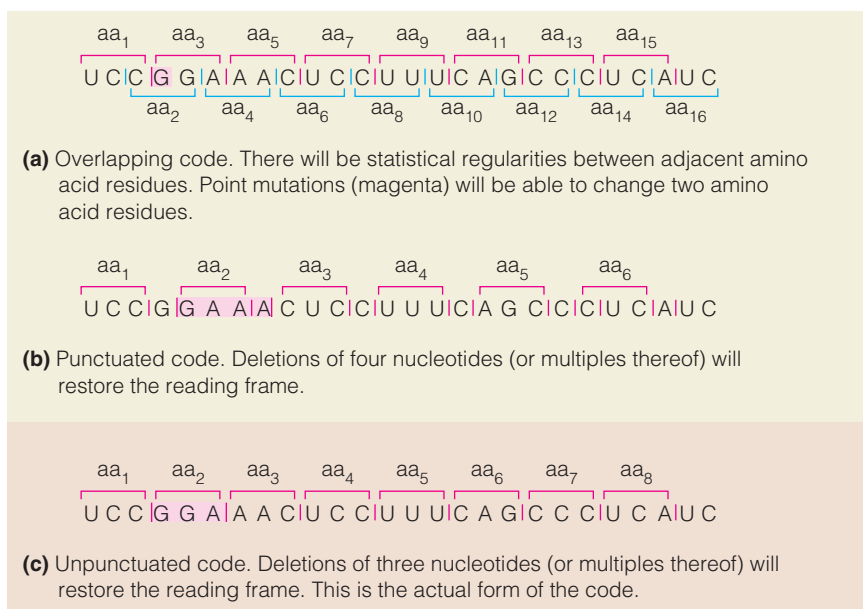 aa1 aa3 aa5 aa7 aa9 aa11 aa13 aa15
U C|C|G G|A|A A|C|U C|C|U U|U|C A|G|C C|C|U C|A|U C
aa2 aa4 aa6 aa8 aa10 aa12 aa14 aa16
(a) Overlapping code. There will be statistical regularities between adjacent amino
acid residues. Point mutations (magenta) will be able to change two amino
acid residues.
aa1 aa2 aa3 aa4 aa5 aa6
U C C|G|G A A|A|C U C|C|U U U|C|A G C|C|C U C|A|U C
(b) Punctuated code. Deletions of four nucleotides (or multiples thereof) will
restore the reading frame.
aa1 aa2 aa3 aa4 aa5 aa6 aa7 aa8
U C C|G G A|A A C|U C C|U U U|C A G|C C C|U C A|U C
(c) Unpunctuated code. Deletions of three nucleotides (or multiples thereof) will
restore the reading frame. This is the actual form of the code.